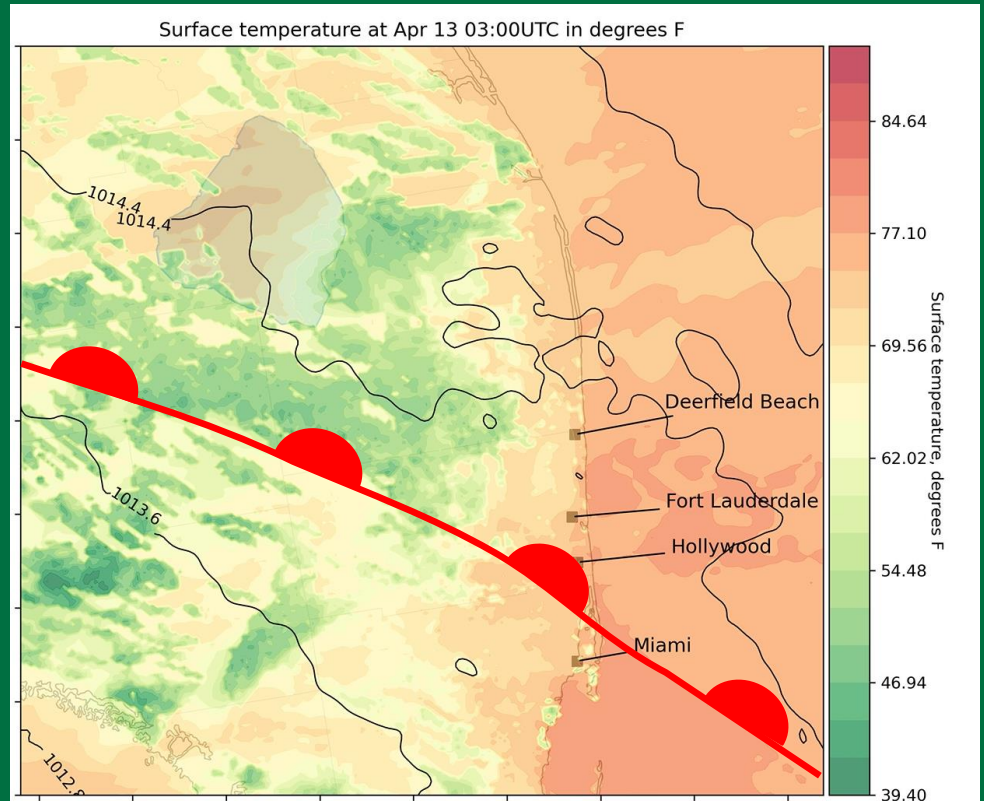 Surface temperature at Apr 13 03:00UTC in degrees F
84.64
1014.4
1014.4
77.10
69.56
Deerfield Beach
62.02
1013.6
Fort Lauderdale
Hollywood
54.48
Miami
46.94
1012.8
39.40
Surface temperature, degrees F